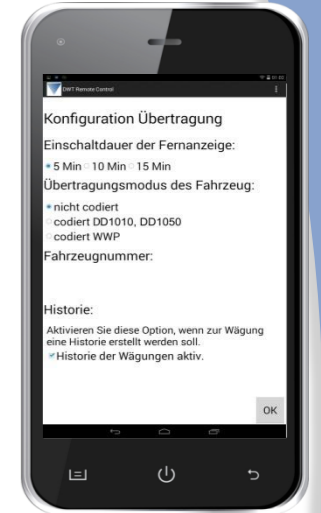 DWT Remote Control
Konfiguration Übertragung
Einschaltdauer der Fernanzeige:
5 Min 10 Min 15 Min
Übertragungsmodus des Fahrzeug:
nicht codiert
codiert DD1010, DD1050
codiert WWP
Fahrzeugnummer:
Historie:
Aktivieren Sie diese Option, wenn zur Wägung
eine Historie erstellt werden soll.
Historie der Wägungen aktiv.
OK